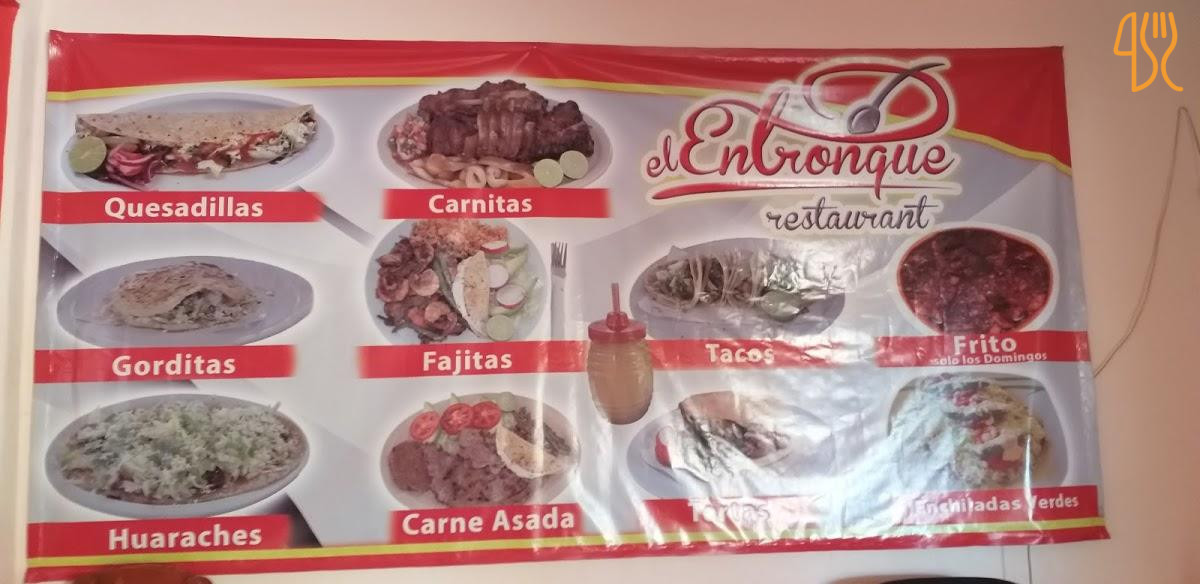 el Entronque
restaurant
Quesadillas
Carnitas
Gorditas
Fajitas
Tacos
Frito
solo los Domingos
Huaraches
Carne Asada
Tortas
Enchiladas Verdes